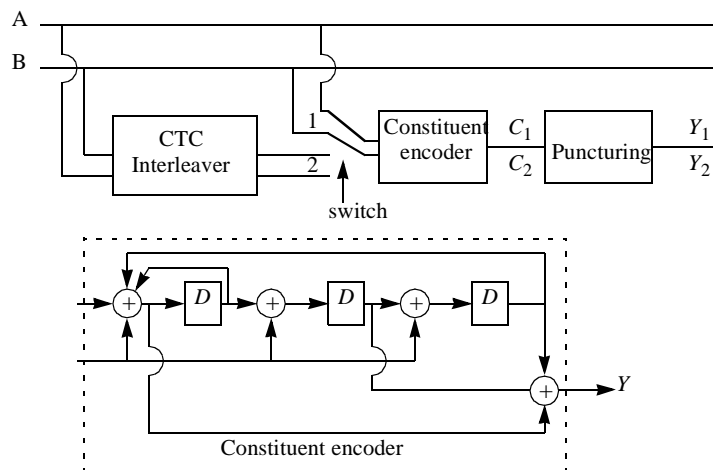 A
B
CTC
Interleaver
1
2
switch
Constituent
encoder
C1
C2
Puncturing
Y1
Y2
+
D
+
D
+
D
+
Y
Constituent encoder